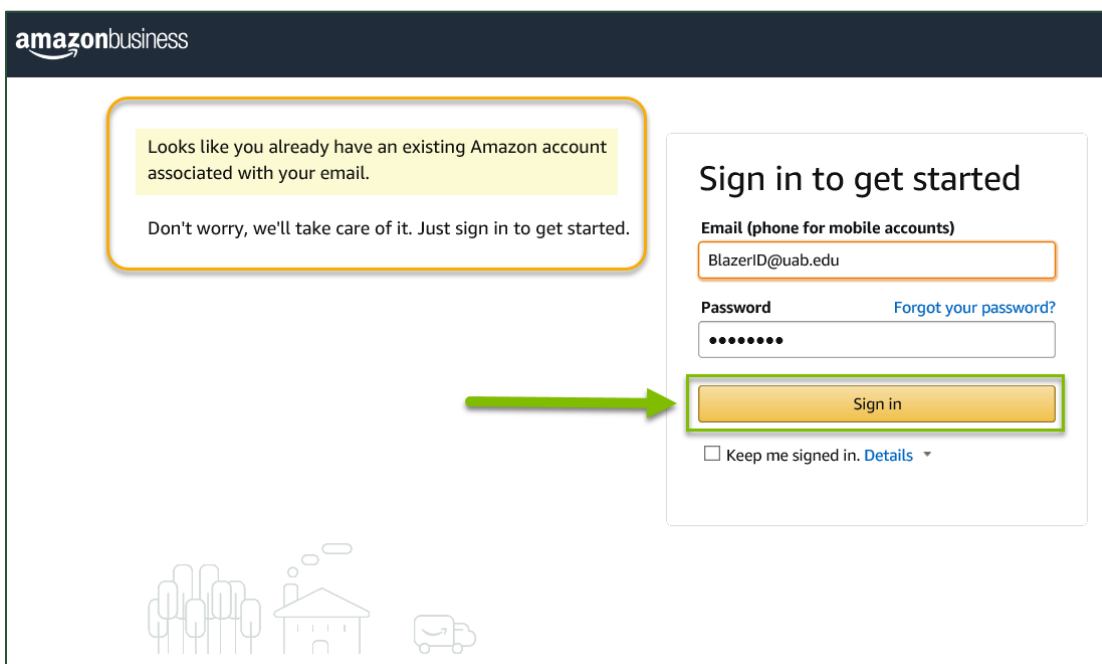 amazonbusiness
Looks like you already have an existing Amazon account
associated with your email.
Don't worry, we'll take care of it. Just sign in to get started.
Sign in to get started
Email (phone for mobile accounts)
BlazerID@uab.edu
Password Forgot your password?
••••••••
Sign in
Keep me signed in. Details